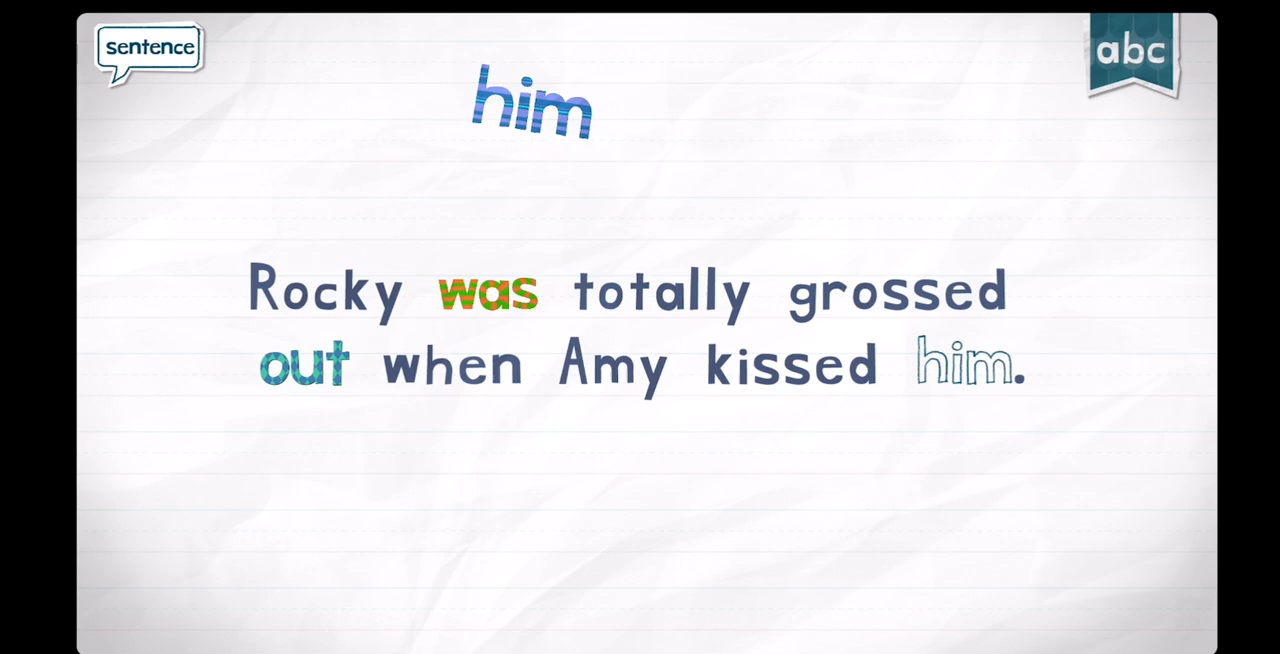 sentence
abc
him
Rocky was totally grossed
out when Amy kissed him.